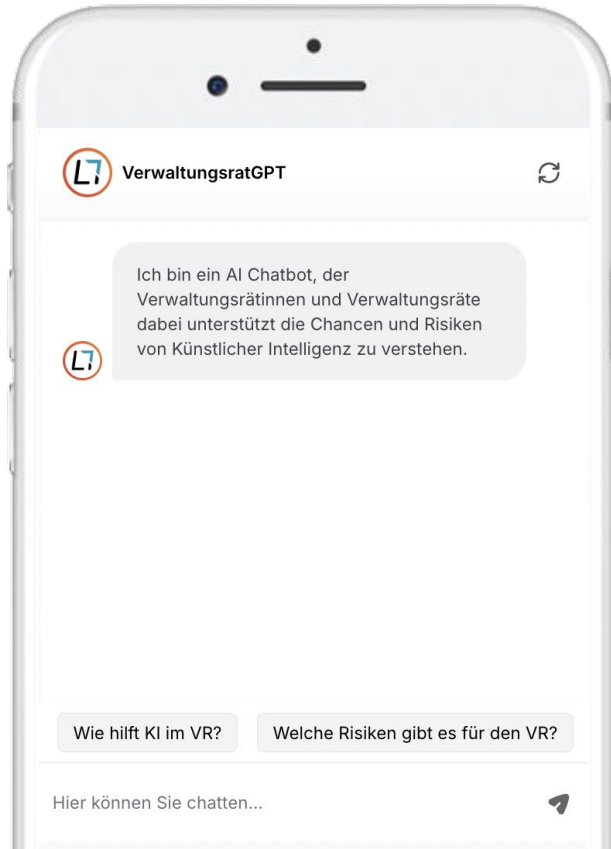 VerwaltungsratGPT
Ich bin ein AI Chatbot, der
Verwaltungsrätinnen und Verwaltungsräte
dabei unterstützt die Chancen und Risiken
von Künstlicher Intelligenz zu verstehen.
Wie hilft KI im VR? Welche Risiken gibt es für den VR?
Hier können Sie chatten...